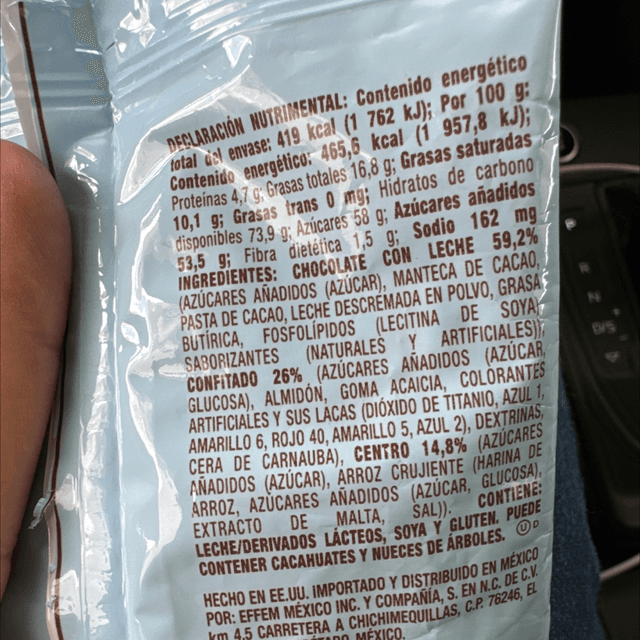 DECLARACIÓN NUTRIMENTAL: Contenido energético
total del envase: 419 kcal (1 762 kJ); Por 100 g:
Contenido energético: 465,6 kcal (1 957,8 kJ);
Proteínas 4,7 g; Grasas totales 16,8 g; Grasas saturadas
10,1 g; Grasas trans 0 mg; Hidratos de carbono
disponibles 73,9 g; Azúcares 58 g; Azúcares añadidos
53,5 g; Fibra dietética 1,5 g; Sodio 162 mg
INGREDIENTES: CHOCOLATE CON LECHE 59,2%
(AZÚCARES AÑADIDOS (AZÚCAR), MANTECA DE CACAO,
PASTA DE CACAO, LECHE DESCREMADA EN POLVO, GRASA
BUTÍRICA, FOSFOLÍPIDOS (LECITINA DE SOYA)
SABORIZANTES (NATURALES Y ARTIFICIALES)),
CONFITADO 26% (AZÚCARES AÑADIDOS (AZÚCAR,
GLUCOSA), ALMIDÓN, GOMA ACACIA, COLORANTES
ARTIFICIALES Y SUS LACAS (DIÓXIDO DE TITANIO, AZUL 1,
AMARILLO 6, ROJO 40, AMARILLO 5, AZUL 2), DEXTRINAS,
CERA DE CARNAUBA), CENTRO 14,8% (AZÚCARES
AÑADIDOS (AZÚCAR), ARROZ CRUJIENTE (HARINA DE
ARROZ, AZÚCARES AÑADIDOS (AZÚCAR, GLUCOSA),
EXTRACTO DE MALTA, SAL)). CONTIENE:
LECHE/DERIVADOS LÁCTEOS, SOYA Y GLUTEN. PUEDE
CONTENER CACAHUATES Y NUECES DE ÁRBOLES. U D
HECHO EN EE.UU. IMPORTADO Y DISTRIBUIDO EN MÉXICO
POR: EFFEM MÉXICO INC. Y COMPAÑÍA, S. EN N.C. DE C.V.
km 4.5 CARRETERA A CHICHIMEQUILLAS, C.P. 76246, EL
MÉXICO.
P
R
N
D/S